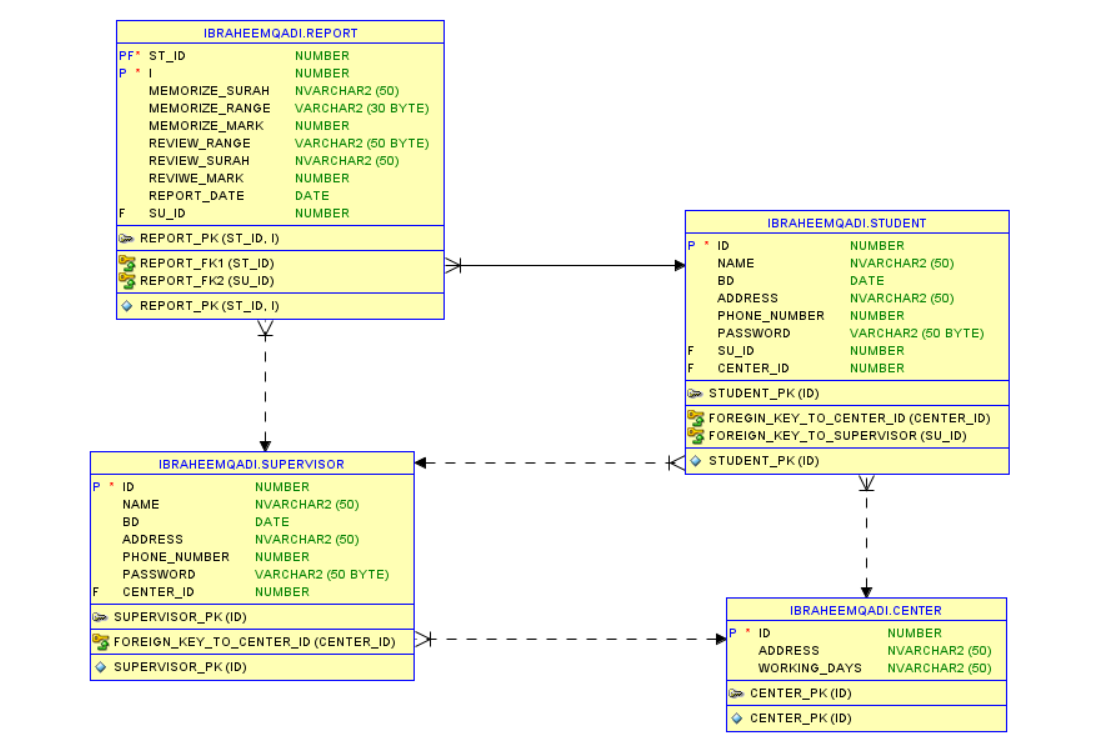 IBRAHEEMQADI.REPORT
PF* ST_ID NUMBER
P * I NUMBER
MEMORIZE_SURAH NVARCHAR2 (50)
MEMORIZE_RANGE VARCHAR2 (30 BYTE)
MEMORIZE_MARK NUMBER
REVIEW_RANGE VARCHAR2 (50 BYTE)
REVIEW_SURAH NVARCHAR2 (50)
REVIWE_MARK NUMBER
REPORT_DATE DATE
F SU_ID NUMBER
REPORT_PK (ST_ID, I)
REPORT_FK1 (ST_ID)
REPORT_FK2 (SU_ID)
REPORT_PK (ST_ID, I)
IBRAHEEMQADI.STUDENT
P * ID NUMBER
NAME NVARCHAR2 (50)
BD DATE
ADDRESS NVARCHAR2 (50)
PHONE_NUMBER NUMBER
PASSWORD VARCHAR2 (50 BYTE)
F SU_ID NUMBER
F CENTER_ID NUMBER
STUDENT_PK (ID)
FOREGIN_KEY_TO_CENTER_ID (CENTER_ID)
FOREIGN_KEY_TO_SUPERVISOR (SU_ID)
STUDENT_PK (ID)
IBRAHEEMQADI.SUPERVISOR
P * ID NUMBER
NAME NVARCHAR2 (50)
BD DATE
ADDRESS NVARCHAR2 (50)
PHONE_NUMBER NUMBER
PASSWORD VARCHAR2 (50 BYTE)
F CENTER_ID NUMBER
SUPERVISOR_PK (ID)
FOREIGN_KEY_TO_CENTER_ID (CENTER_ID)
SUPERVISOR_PK (ID)
IBRAHEEMQADI.CENTER
P * ID NUMBER
ADDRESS NVARCHAR2 (50)
WORKING_DAYS NVARCHAR2 (50)
CENTER_PK (ID)
CENTER_PK (ID)